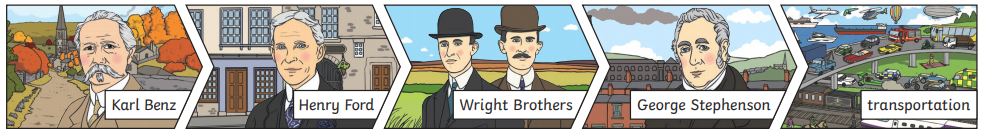 Karl Benz
Henry Ford
Wright Brothers
George Stephenson
transportation